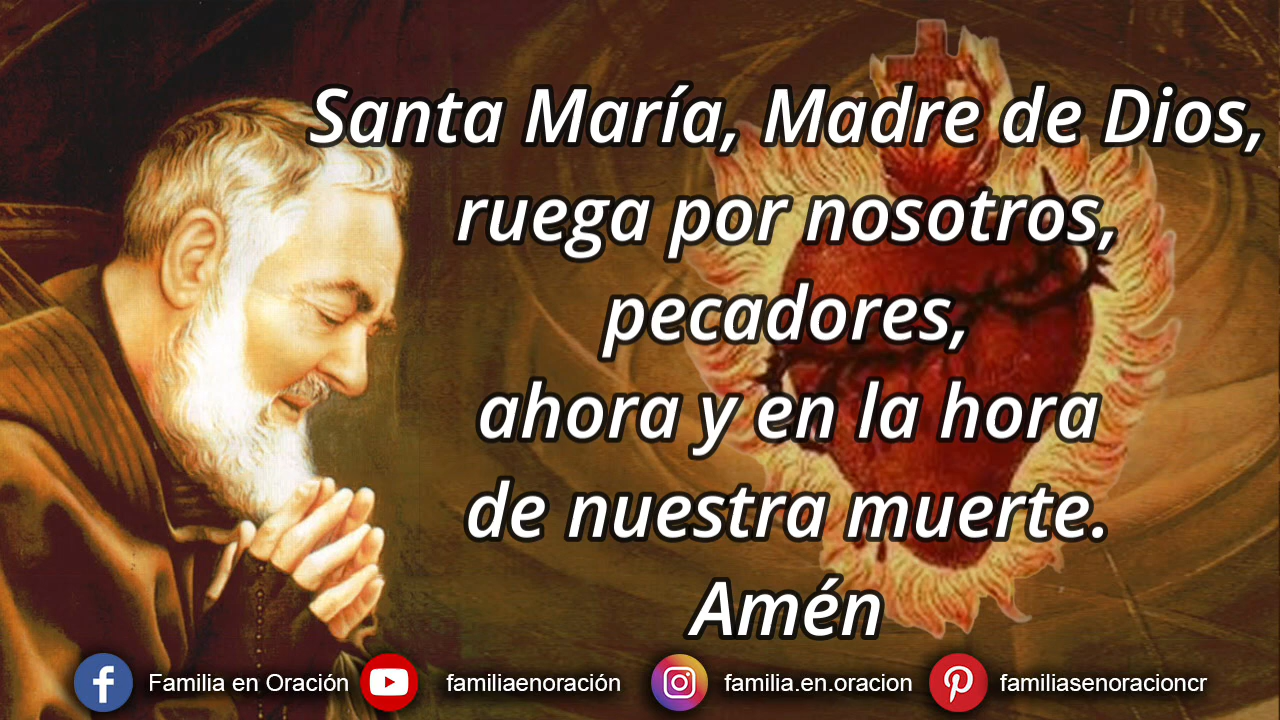 Santa María, Madre de Dios,
ruega por nosotros,
pecadores,
ahora y en la hora
de nuestra muerte.
Amén
Familia en Oración
familiaenoración
familia.en.oracion
familiasenoracioncr